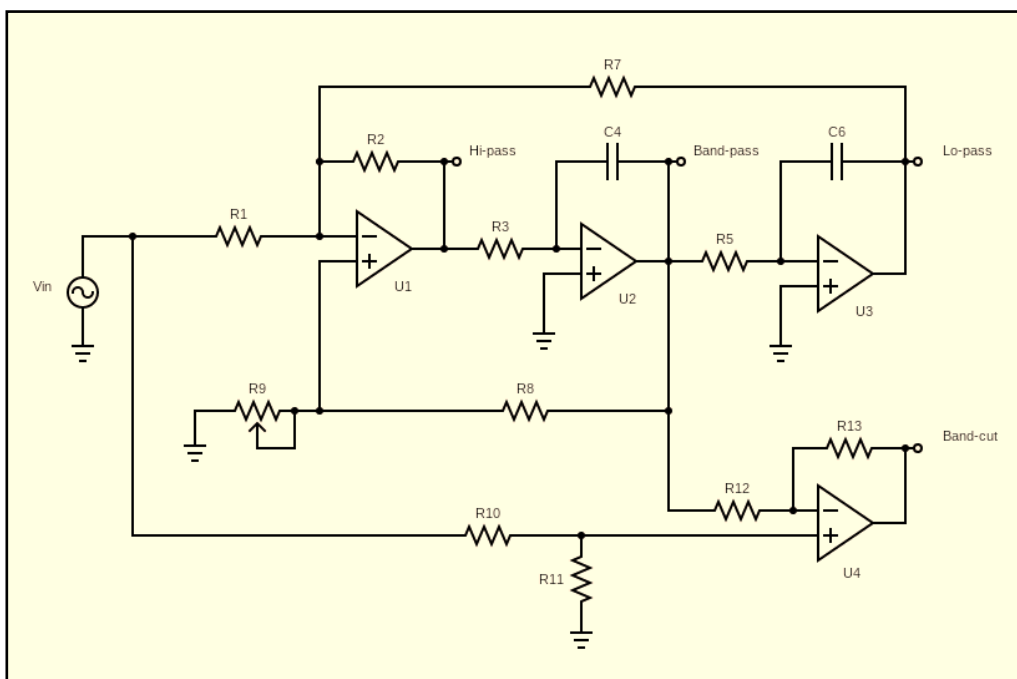 R7
R2
Hi-pass
C4
Band-pass
C6
Lo-pass
R1
R3
R5
Vin
U1
U2
U3
R9
R8
R13
Band-cut
R12
R10
R11
U4